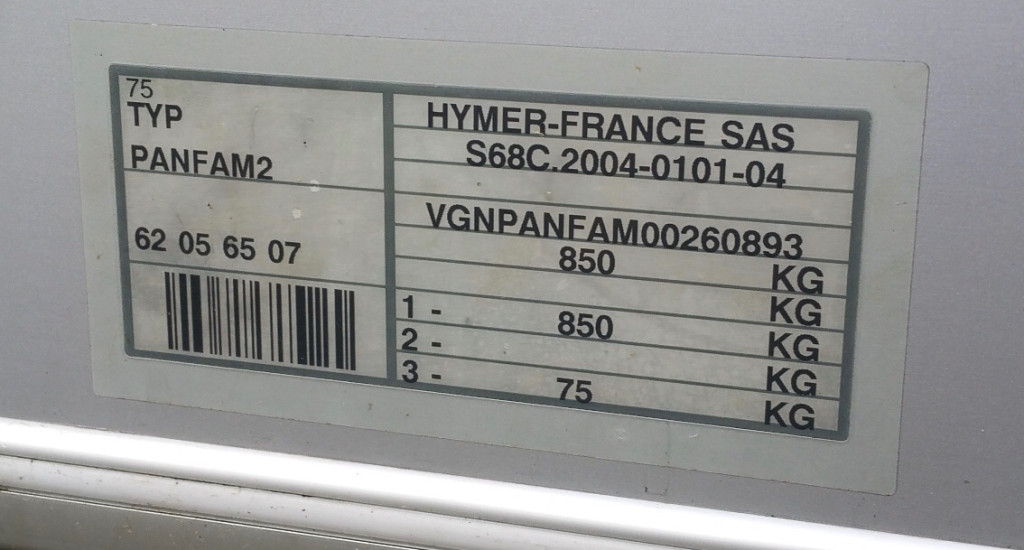 75
TYP
PANFAM2
62 05 65 07
HYMER-FRANCE SAS
S68C.2004-0101-04
VGNPANFAM00260893
850 KG
1 - KG
850
2 - KG
3 - KG
75 KG